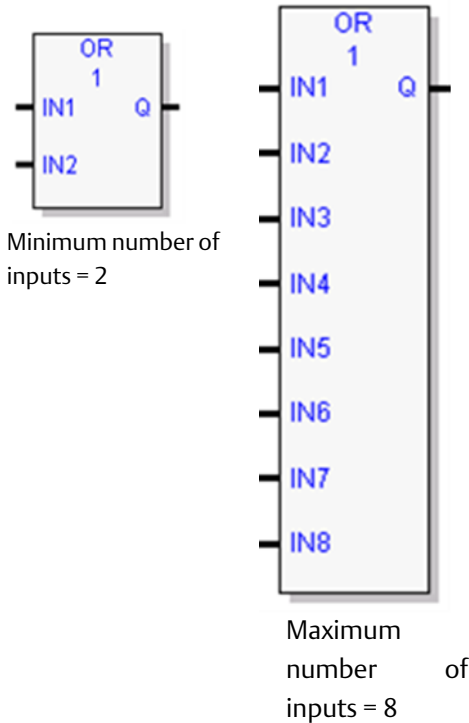 OR
1
IN1 Q
IN2
Minimum number of
inputs = 2
OR
1
IN1 Q
IN2
IN3
IN4
IN5
IN6
IN7
IN8
Maximum
number of
inputs = 8